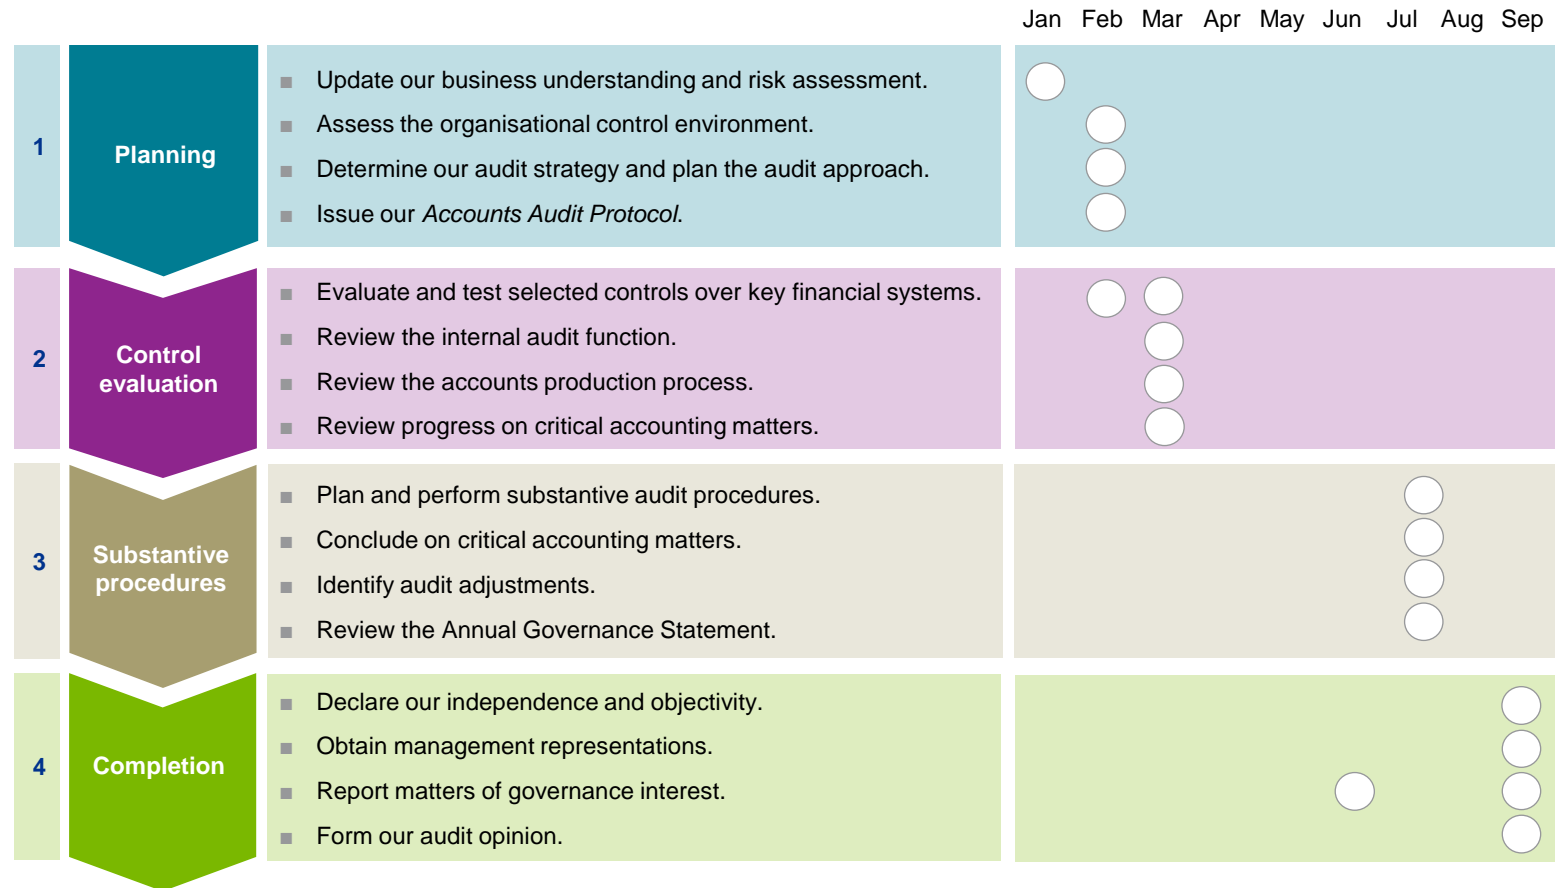 Jan Feb Mar Apr May Jun Jul Aug Sep
1
Planning
■ Update our business understanding and risk assessment.
■ Assess the organisational control environment.
■ Determine our audit strategy and plan the audit approach.
■ Issue our Accounts Audit Protocol.
2
Control
evaluation
■ Evaluate and test selected controls over key financial systems.
■ Review the internal audit function.
■ Review the accounts production process.
■ Review progress on critical accounting matters.
3
Substantive
procedures
■ Plan and perform substantive audit procedures.
■ Conclude on critical accounting matters.
■ Identify audit adjustments.
■ Review the Annual Governance Statement.
4
Completion
■ Declare our independence and objectivity.
■ Obtain management representations.
■ Report matters of governance interest.
■ Form our audit opinion.